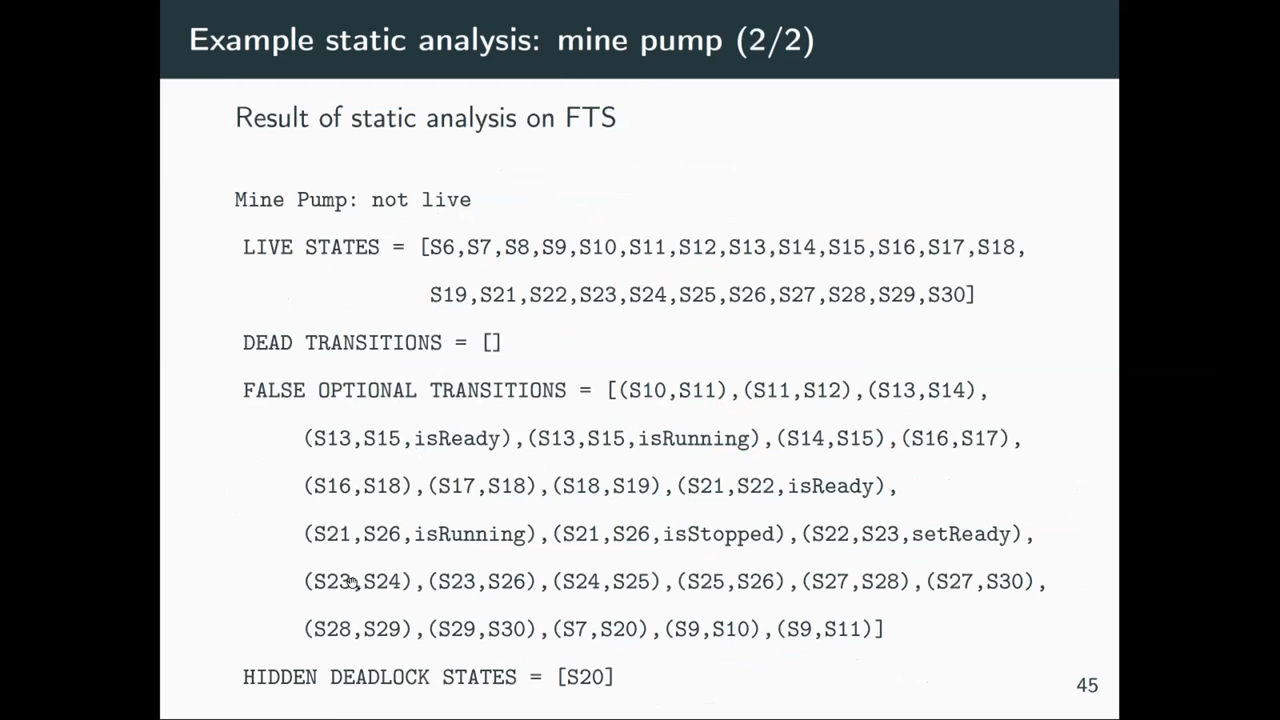 Example static analysis: mine pump (2/2)
Result of static analysis on FTS
Mine Pump: not live
LIVE STATES = [S6,S7,S8,S9,S10,S11,S12,S13,S14,S15,S16,S17,S18,
S19,S21,S22,S23,S24,S25,S26,S27,S28,S29,S30]
DEAD TRANSITIONS = []
FALSE OPTIONAL TRANSITIONS = [(S10,S11),(S11,S12),(S13,S14),
(S13,S15,isReady),(S13,S15,isRunning),(S14,S15),(S16,S17),
(S16,S18),(S17,S18),(S18,S19),(S21,S22,isReady),
(S21,S26,isRunning),(S21,S26,isStopped),(S22,S23,setReady),
(S23,S24),(S23,S26),(S24,S25),(S25,S26),(S27,S28),(S27,S30),
(S28,S29),(S29,S30),(S7,S20),(S9,S10),(S9,S11)]
HIDDEN DEADLOCK STATES = [S20]
45